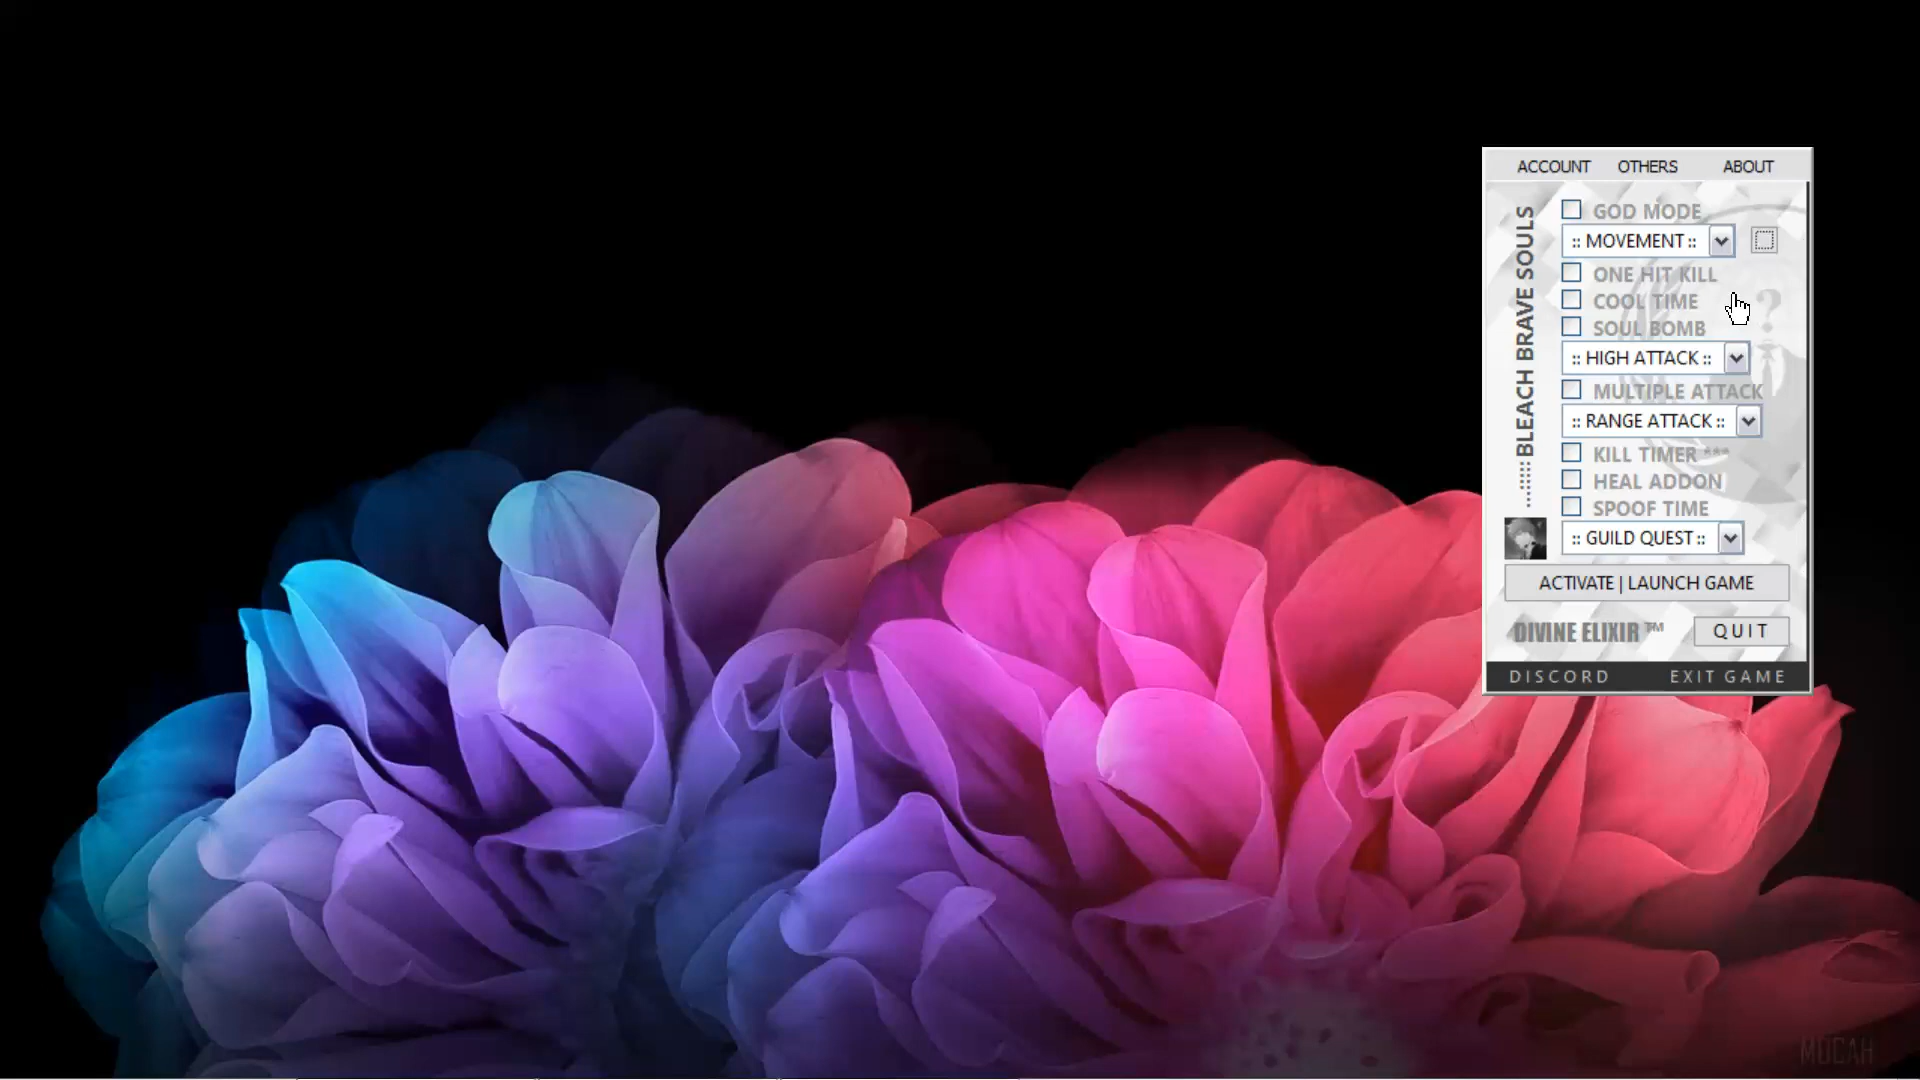 ACCOUNT OTHERS ABOUT
BLEACH BRAVE SOULS
GOD MODE
:: MOVEMENT ::
ONE HIT KILL
COOL TIME
SOUL BOMB
:: HIGH ATTACK ::
MULTIPLE ATTACK
:: RANGE ATTACK ::
KILL TIMER ***
HEAL ADDON
SPOOF TIME
:: GUILD QUEST ::
ACTIVATE | LAUNCH GAME
DIVINE ELIXIR ™
QUIT
DISCORD EXIT GAME
MOCAH